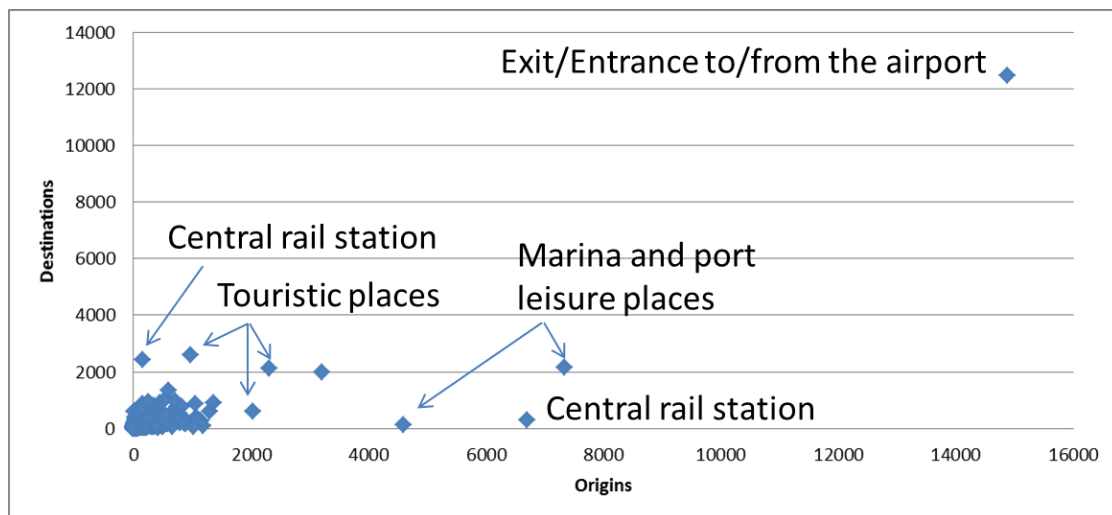 14000
Exit/Entrance to/from the airport
12000
10000
8000
Destinations
Central rail station
Marina and port
6000
Touristic places
leisure places
4000
2000
Central rail station
0
0 2000 4000 6000 8000 10000 12000 14000 16000
Origins